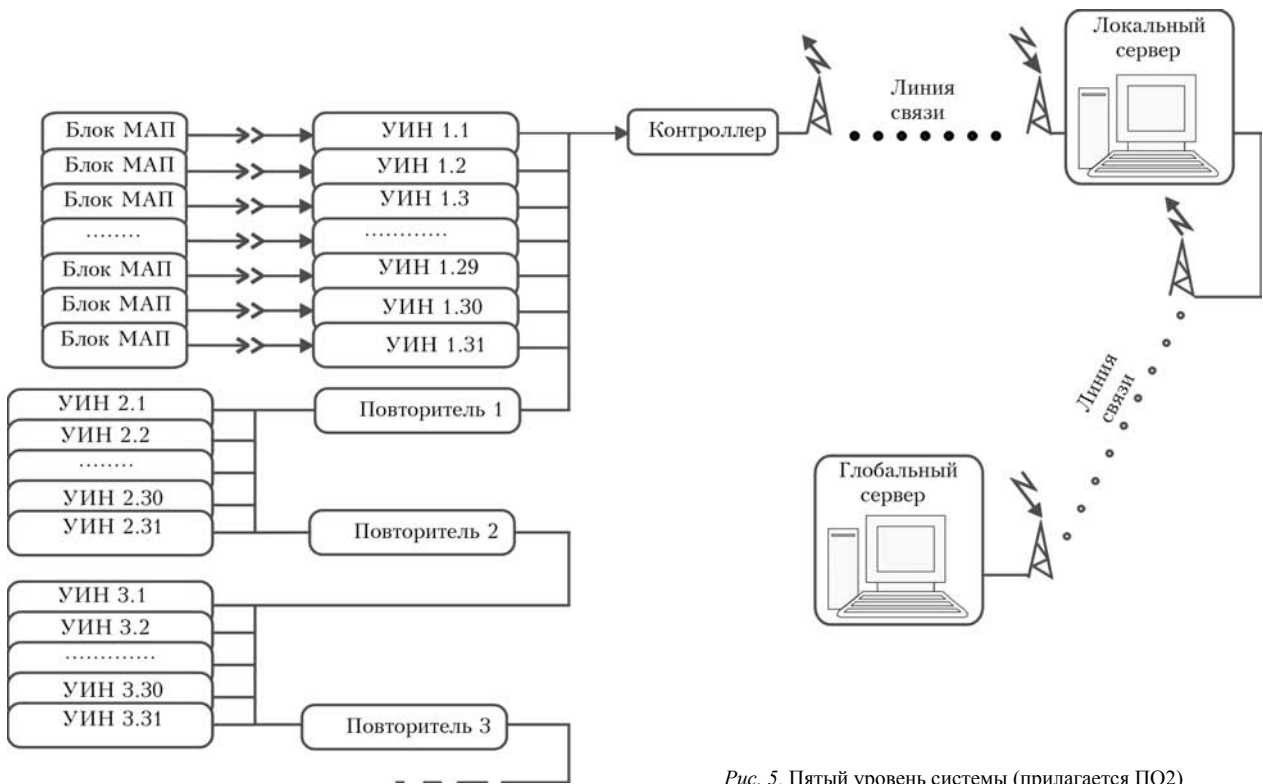 Локальный
сервер
Линия
связи
Контроллер
Блок МАП
УИН 1.1
Блок МАП
УИН 1.2
Блок МАП
УИН 1.3
........
............
Блок МАП
УИН 1.29
Блок МАП
УИН 1.30
Блок МАП
УИН 1.31
Повторитель 1
УИН 2.1
УИН 2.2
........
УИН 2.30
УИН 2.31
Повторитель 2
УИН 3.1
УИН 3.2
.............
УИН 3.30
УИН 3.31
Повторитель 3
Линия
связи
Глобальный
сервер
Рис. 5. Пятый уровень системы (прилагается ПО2)